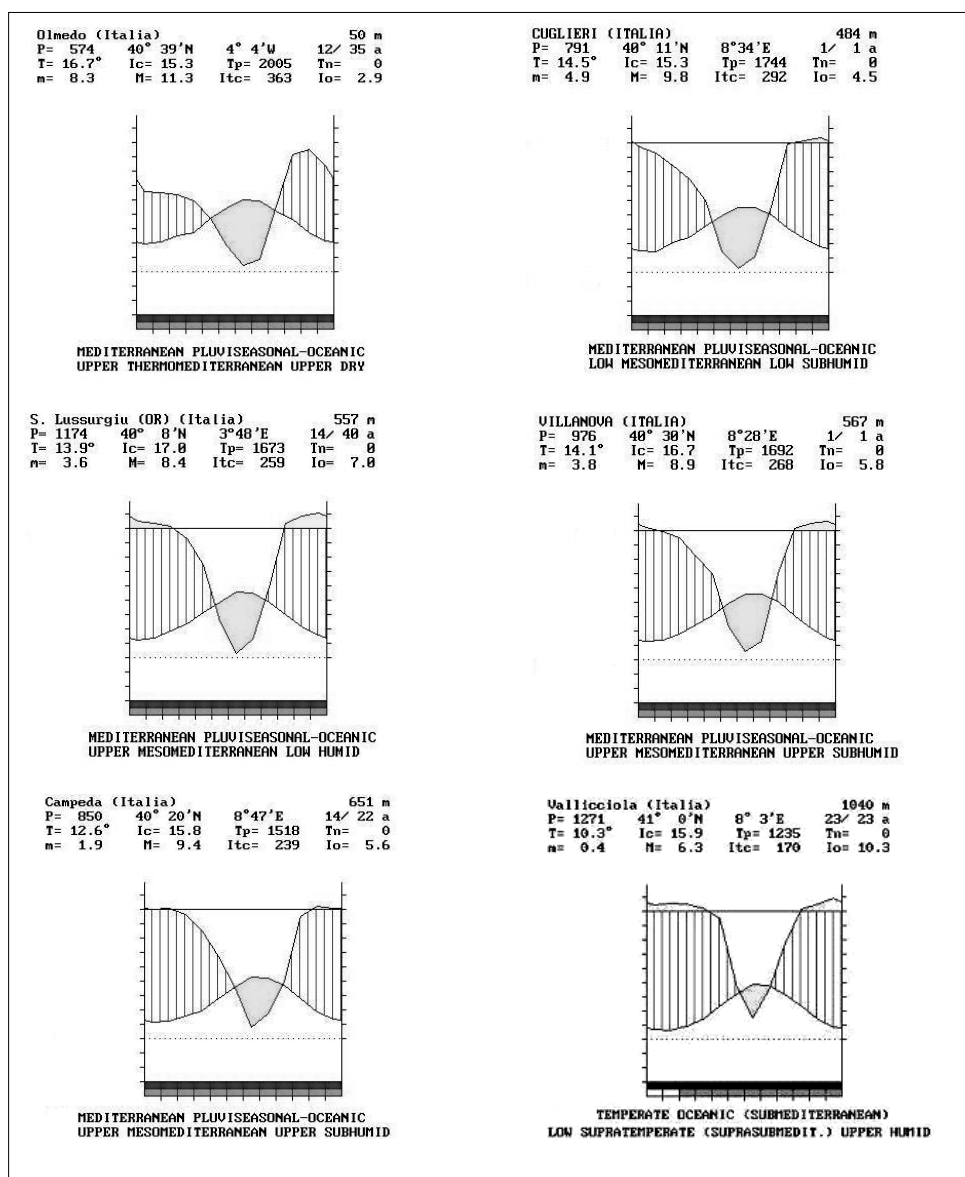 Olmedo (Italia) 50 m
P= 574 40° 39'N 4° 4'W 12/ 35 a
T= 16.7° Ic= 15.3 Tp= 2005 Tn= 0
m= 8.3 M= 11.3 Itc= 363 Io= 2.9
MEDITERRANEAN PLUVISEASONAL-OCEANIC
UPPER THERMOMEDITERRANEAN UPPER DRY
CUGLIERI (ITALIA) 484 m
P= 791 40° 11'N 8°34'E 1/ 1 a
T= 14.5° Ic= 15.3 Tp= 1744 Tn= 0
m= 4.9 M= 9.8 Itc= 292 Io= 4.5
MEDITERRANEAN PLUVISEASONAL-OCEANIC
LOW MESOMEDITERRANEAN LOW SUBHUMID
S. Lussurgiu (OR) (Italia) 557 m
P= 1174 40° 8'N 3°48'E 14/ 40 a
T= 13.9° Ic= 17.0 Tp= 1673 Tn= 0
m= 3.6 M= 8.4 Itc= 259 Io= 7.0
MEDITERRANEAN PLUVISEASONAL-OCEANIC
UPPER MESOMEDITERRANEAN LOW HUMID
VILLANOVA (ITALIA) 567 m
P= 976 40° 30'N 8°28'E 1/ 1 a
T= 14.1° Ic= 16.7 Tp= 1692 Tn= 0
m= 3.8 M= 8.9 Itc= 268 Io= 5.8
MEDITERRANEAN PLUVISEASONAL-OCEANIC
UPPER MESOMEDITERRANEAN UPPER SUBHUMID
Campeda (Italia) 651 m
P= 850 40° 20'N 8°47'E 14/ 22 a
T= 12.6° Ic= 15.8 Tp= 1518 Tn= 0
m= 1.9 M= 9.4 Itc= 239 Io= 5.6
MEDITERRANEAN PLUVISEASONAL-OCEANIC
UPPER MESOMEDITERRANEAN UPPER SUBHUMID
Vallicciola (Italia) 1040 m
P= 1271 41° 0'N 8° 3'E 23/ 23 a
T= 10.3° Ic= 15.9 Tp= 1235 Tn= 0
m= 0.4 M= 6.3 Itc= 170 Io= 10.3
TEMPERATE OCEANIC (SUBMEDITERRANEAN)
LOW SUPRATEMPERATE (SUPRASUBMEDIT.) UPPER HUMID